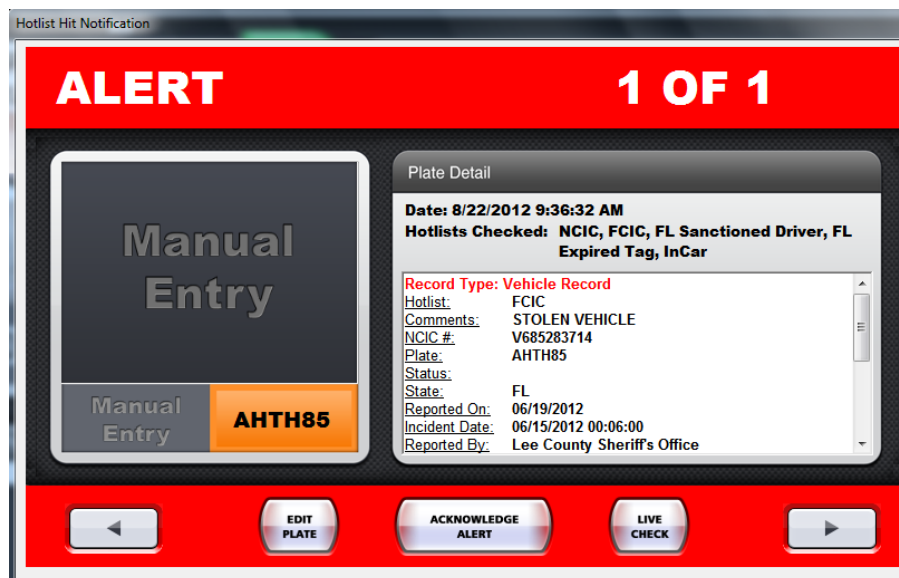 Hotlist Hit Notification
ALERT
1 OF 1
Manual
Entry
Manual
Entry
AHTH85
Plate Detail
Date: 8/22/2012 9:36:32 AM
Hotlists Checked: NCIC, FCIC, FL Sanctioned Driver, FL
Expired Tag, InCar
Record Type: Vehicle Record
Hotlist: FCIC
Comments: STOLEN VEHICLE
NCIC #: V685283714
Plate: AHTH85
Status:
State: FL
Reported On: 06/19/2012
Incident Date: 06/15/2012 00:06:00
Reported By: Lee County Sheriff's Office
EDIT
PLATE
ACKNOWLEDGE
ALERT
LIVE
CHECK